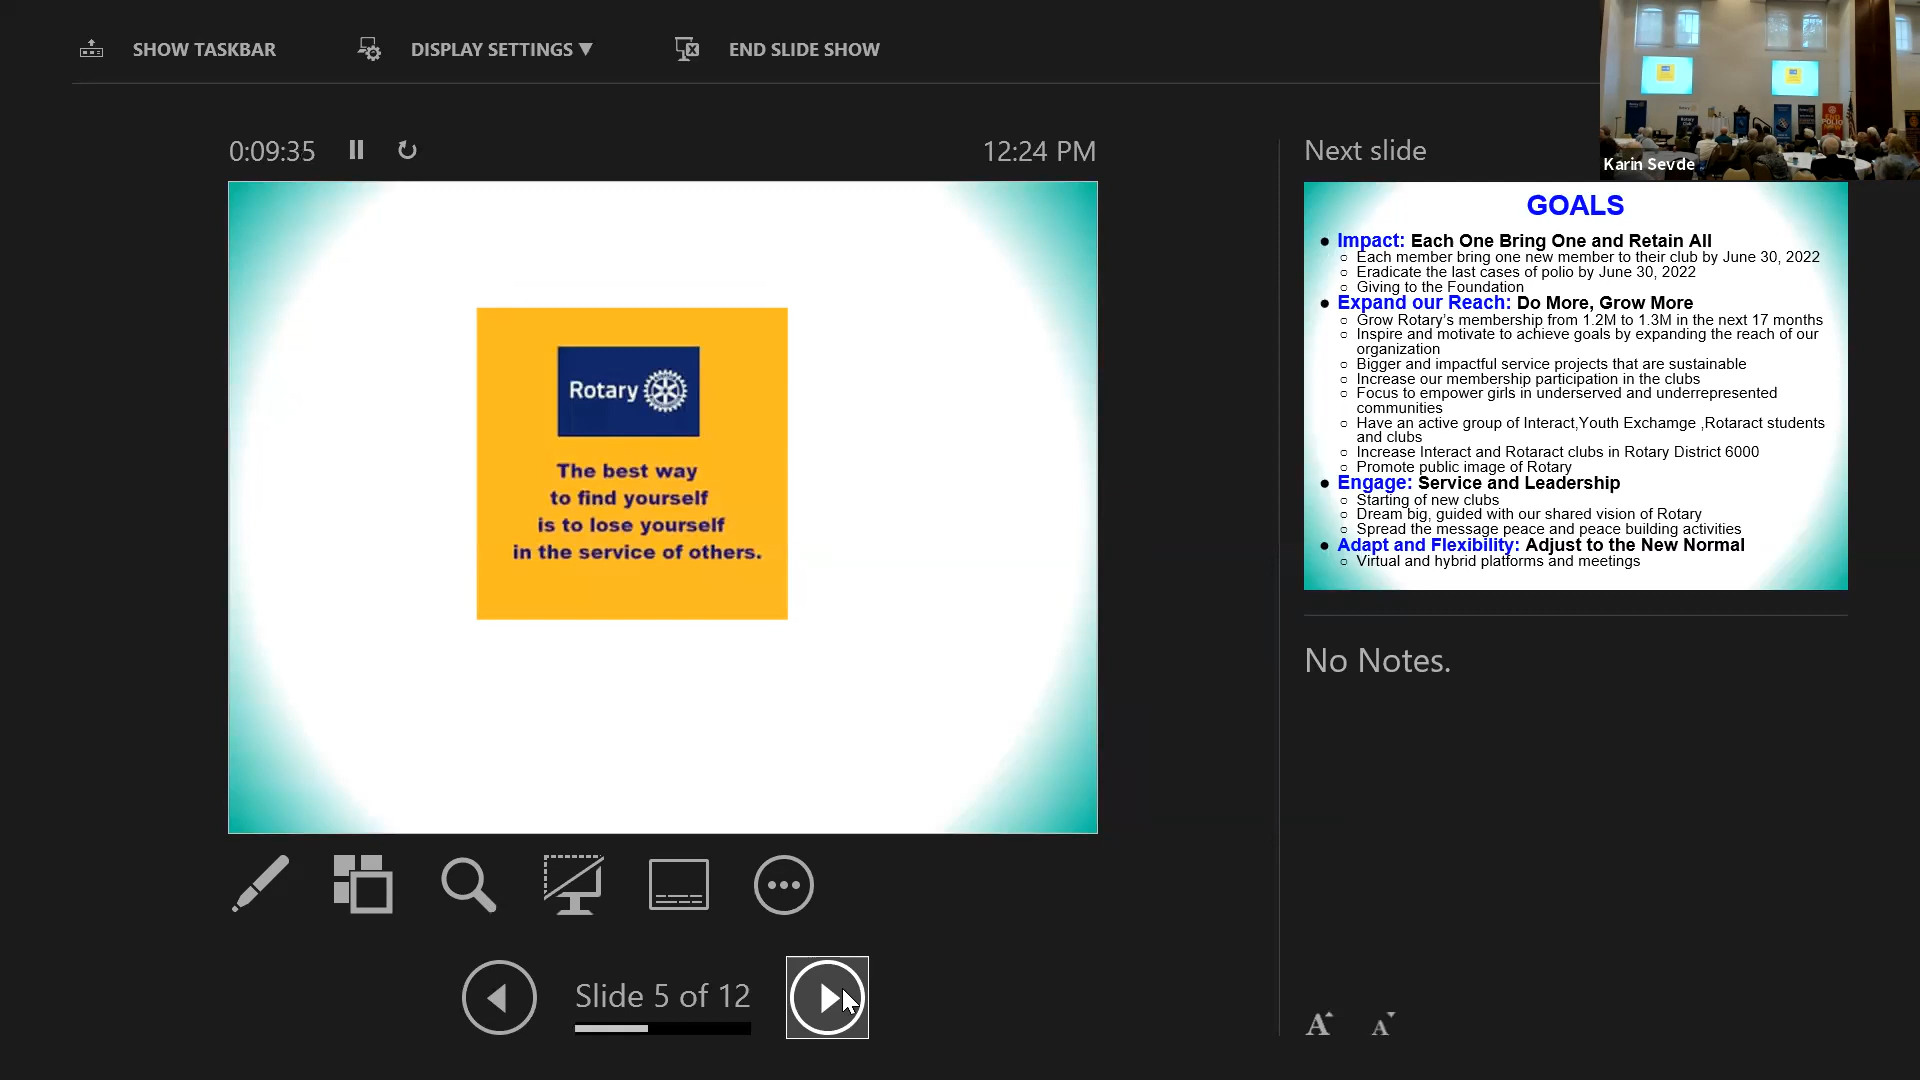 SHOW TASKBAR
DISPLAY SETTINGS ▼
END SLIDE SHOW
Karin Sevde
0:09:35
12:24 PM
Rotary
The best way
to find yourself
is to lose yourself
in the service of others.
Slide 5 of 12
Next slide
GOALS
● Impact: Each One Bring One and Retain All
○ Each member bring one new member to their club by June 30, 2022
○ Eradicate the last cases of polio by June 30, 2022
○ Giving to the Foundation
● Expand our Reach: Do More, Grow More
○ Grow Rotary's membership from 1.2M to 1.3M in the next 17 months
○ Inspire and motivate to achieve goals by expanding the reach of our
organization
○ Bigger and impactful service projects that are sustainable
○ Increase our membership participation in the clubs
○ Focus to empower girls in underserved and underrepresented
communities
○ Have an active group of Interact,Youth Exchamge ,Rotaract students
and clubs
○ Increase Interact and Rotaract clubs in Rotary District 6000
○ Promote public image of Rotary
● Engage: Service and Leadership
○ Starting of new clubs
○ Dream big, guided with our shared vision of Rotary
○ Spread the message peace and peace building activities
● Adapt and Flexibility: Adjust to the New Normal
○ Virtual and hybrid platforms and meetings
No Notes.
A A